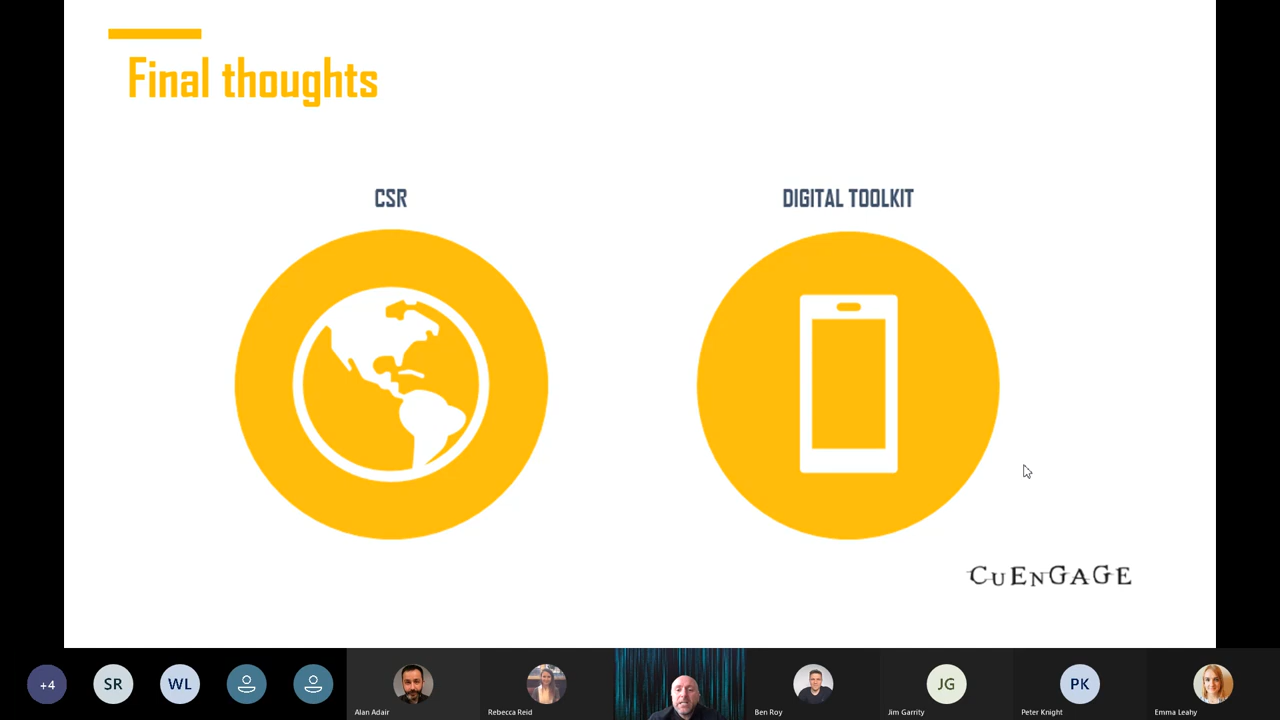 Final thoughts
CSR
DIGITAL TOOLKIT
CUENGAGE
+4
SR
WL
JG
PK
Alan Adair
Rebecca Reid
Ben Roy
Jim Garrity
Peter Knight
Emma Leahy